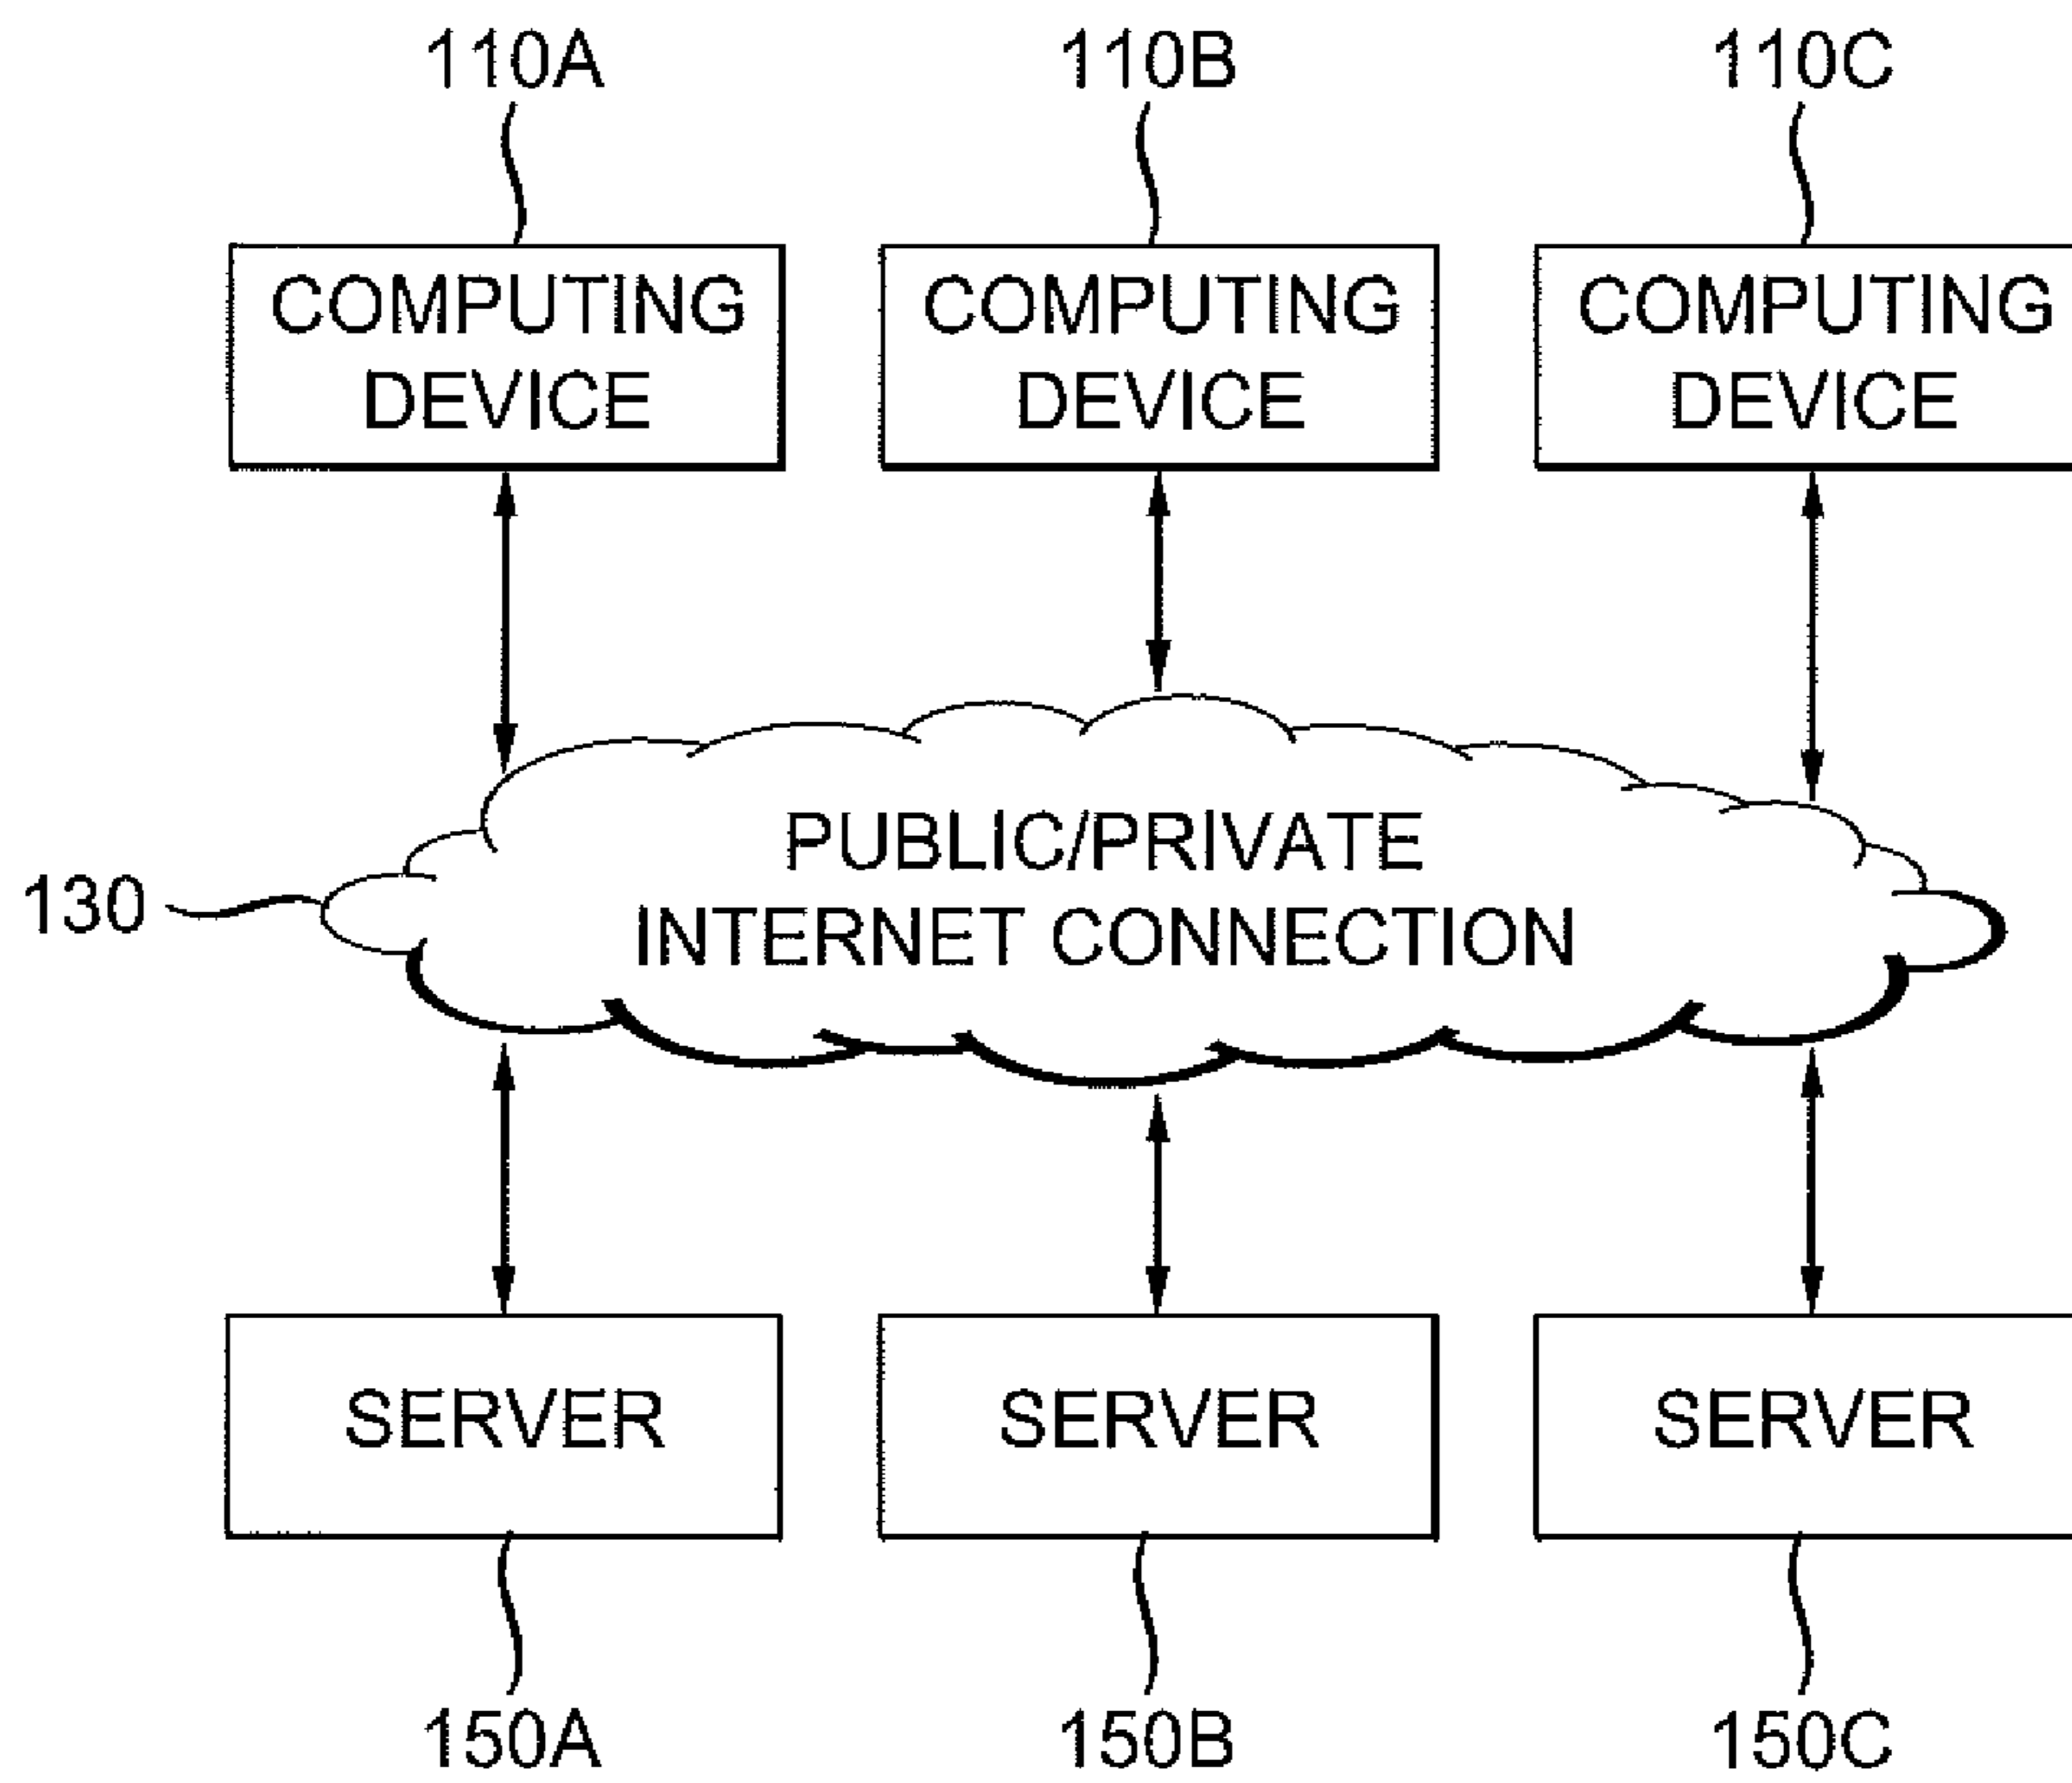 110A 110B 110C
COMPUTING DEVICE
COMPUTING DEVICE
COMPUTING DEVICE
PUBLIC/PRIVATE
INTERNET CONNECTION
130
SERVER SERVER SERVER
150A 150B 150C